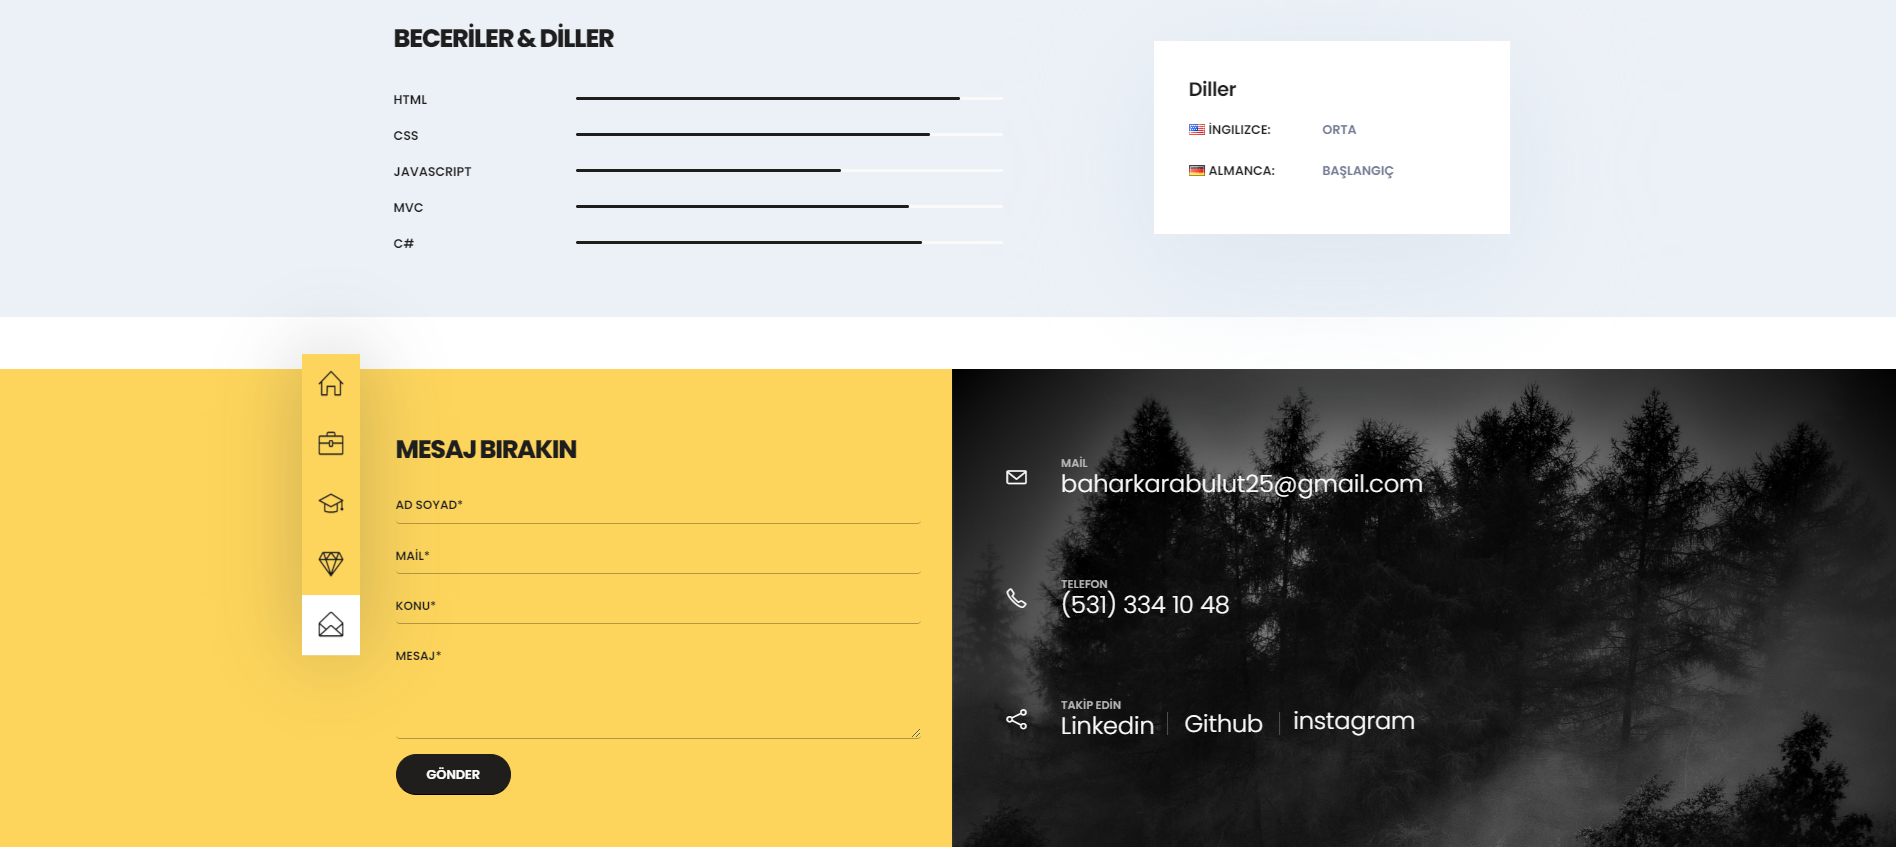 BECERİLER & DİLLER
HTML
CSS
JAVASCRIPT
MVC
C#
Diller
İNGILIZCE: ORTA
ALMANCA: BAŞLANGIÇ
MESAJ BIRAKIN
AD SOYAD*
MAİL*
KONU*
MESAJ*
GÖNDER
MAİL
baharkarabulut25@gmail.com
TELEFON
(531) 334 10 48
TAKİP EDİN
Linkedin Github instagram